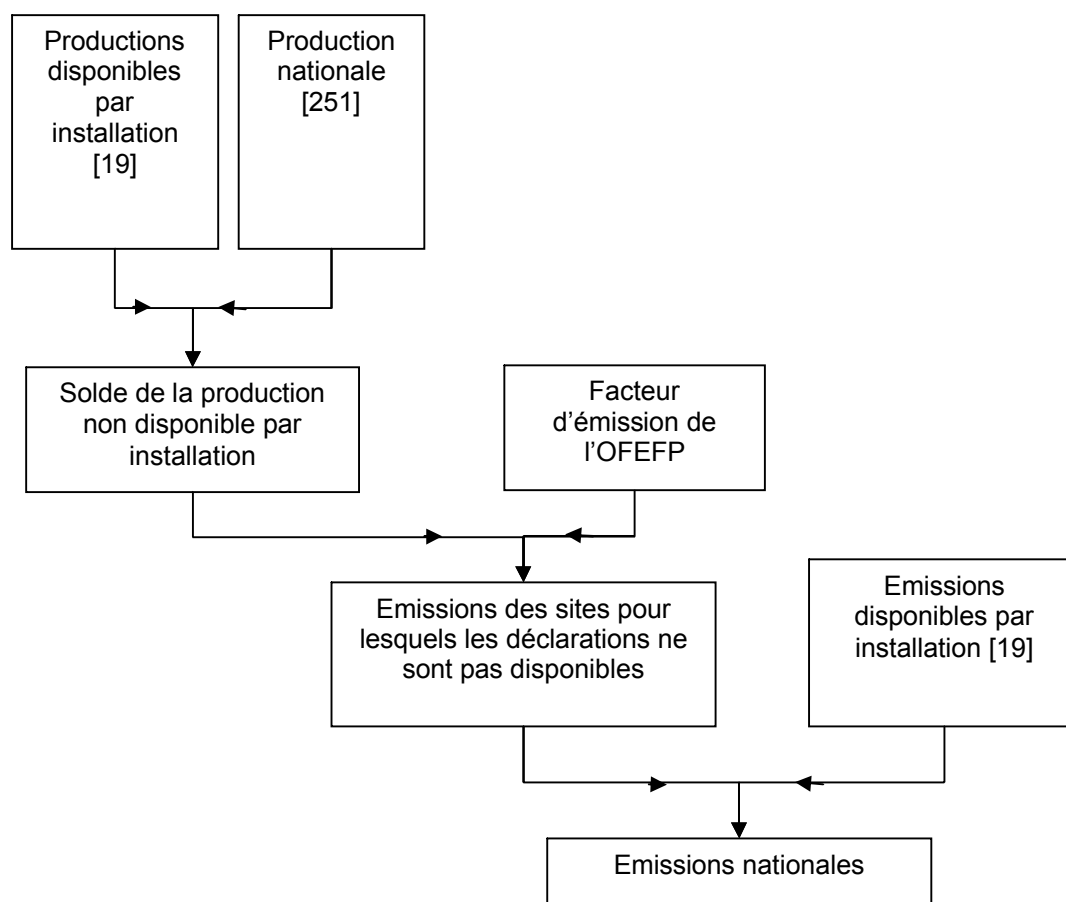 Productions
disponibles
par
installation
[19]
Production
nationale
[251]
Solde de la production
non disponible par
installation
Facteur
d’émission de
l’OFEFP
Emissions des sites pour
lesquels les déclarations ne
sont pas disponibles
Emissions
disponibles par
installation [19]
Emissions nationales